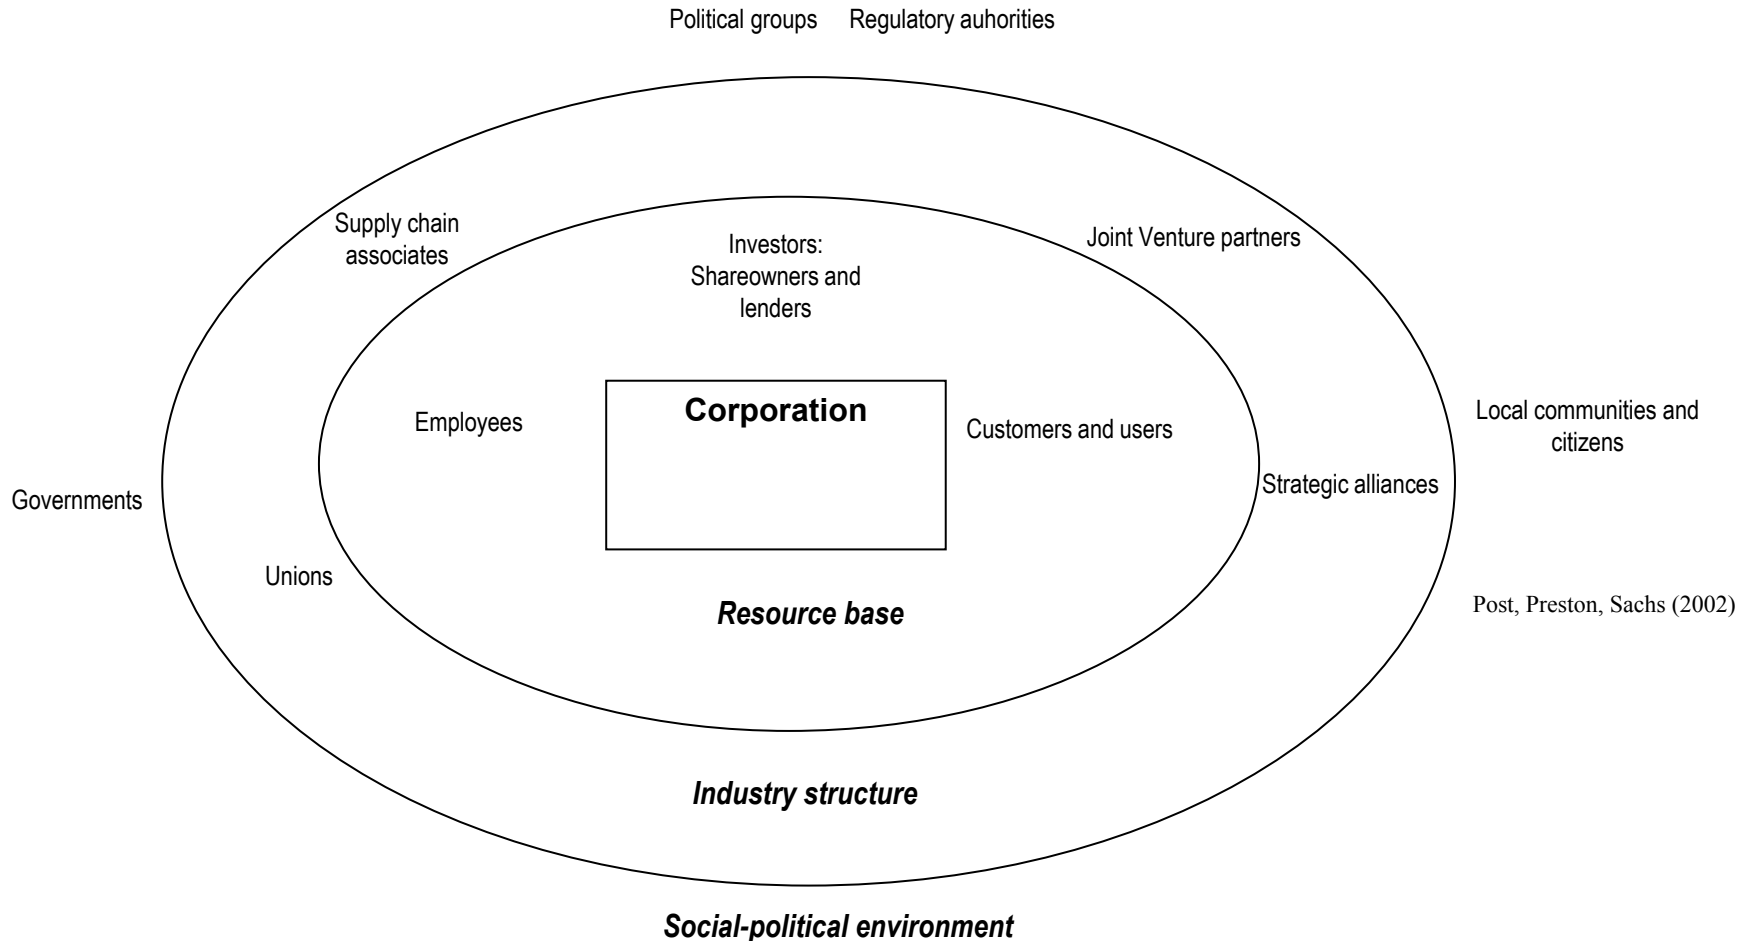 Political groups Regulatory auhorities
Supply chain
associates
Investors:
Shareowners and
lenders
Joint Venture partners
Employees
Corporation
Customers and users
Local communities and
citizens
Governments
Strategic alliances
Unions
Resource base
Post, Preston, Sachs (2002)
Industry structure
Social-political environment